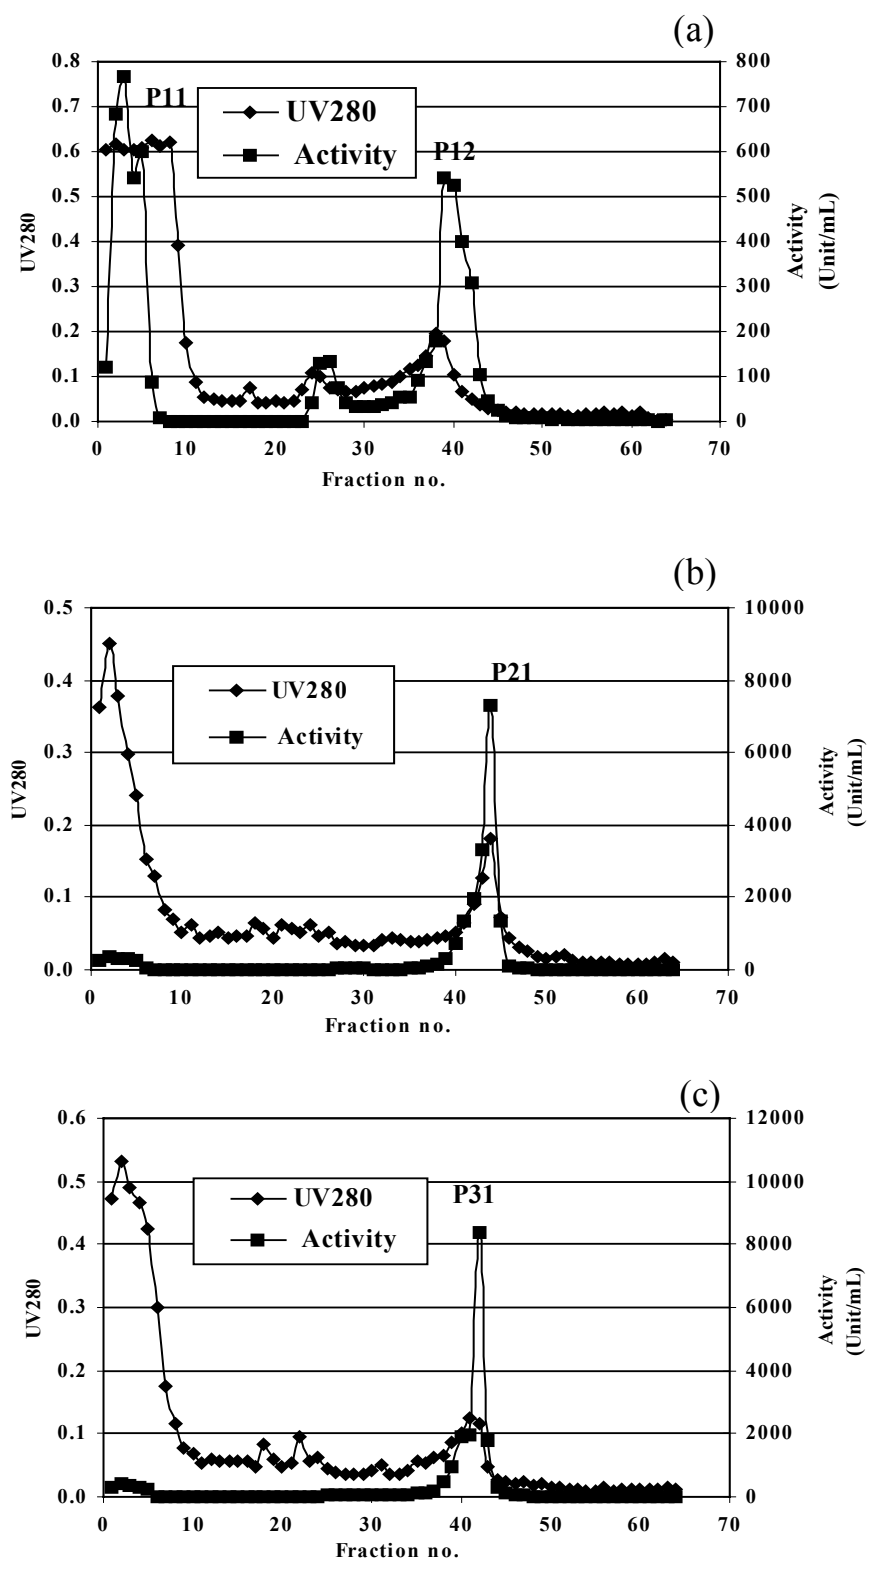 (a)
0.8 800
P11
UV280
0.7 700
Activity
P12
0.6 600
0.5 500
0.4 400
0.3 300
0.2 200
0.1 100
0.0 0
UV280
Activity
(Unit/mL)
0 10 20 30 40 50 60 70
Fraction no.
(b)
0.5 10000
P21
UV280
0.4 8000
Activity
0.3 6000
0.2 4000
0.1 2000
0.0 0
UV280
Activity
(Unit/mL)
0 10 20 30 40 50 60 70
Fraction no.
(c)
0.6 12000
P31
UV280
0.5 10000
Activity
0.4 8000
0.3 6000
0.2 4000
0.1 2000
0.0 0
UV280
Activity
(Unit/mL)
0 10 20 30 40 50 60 70
Fraction no.